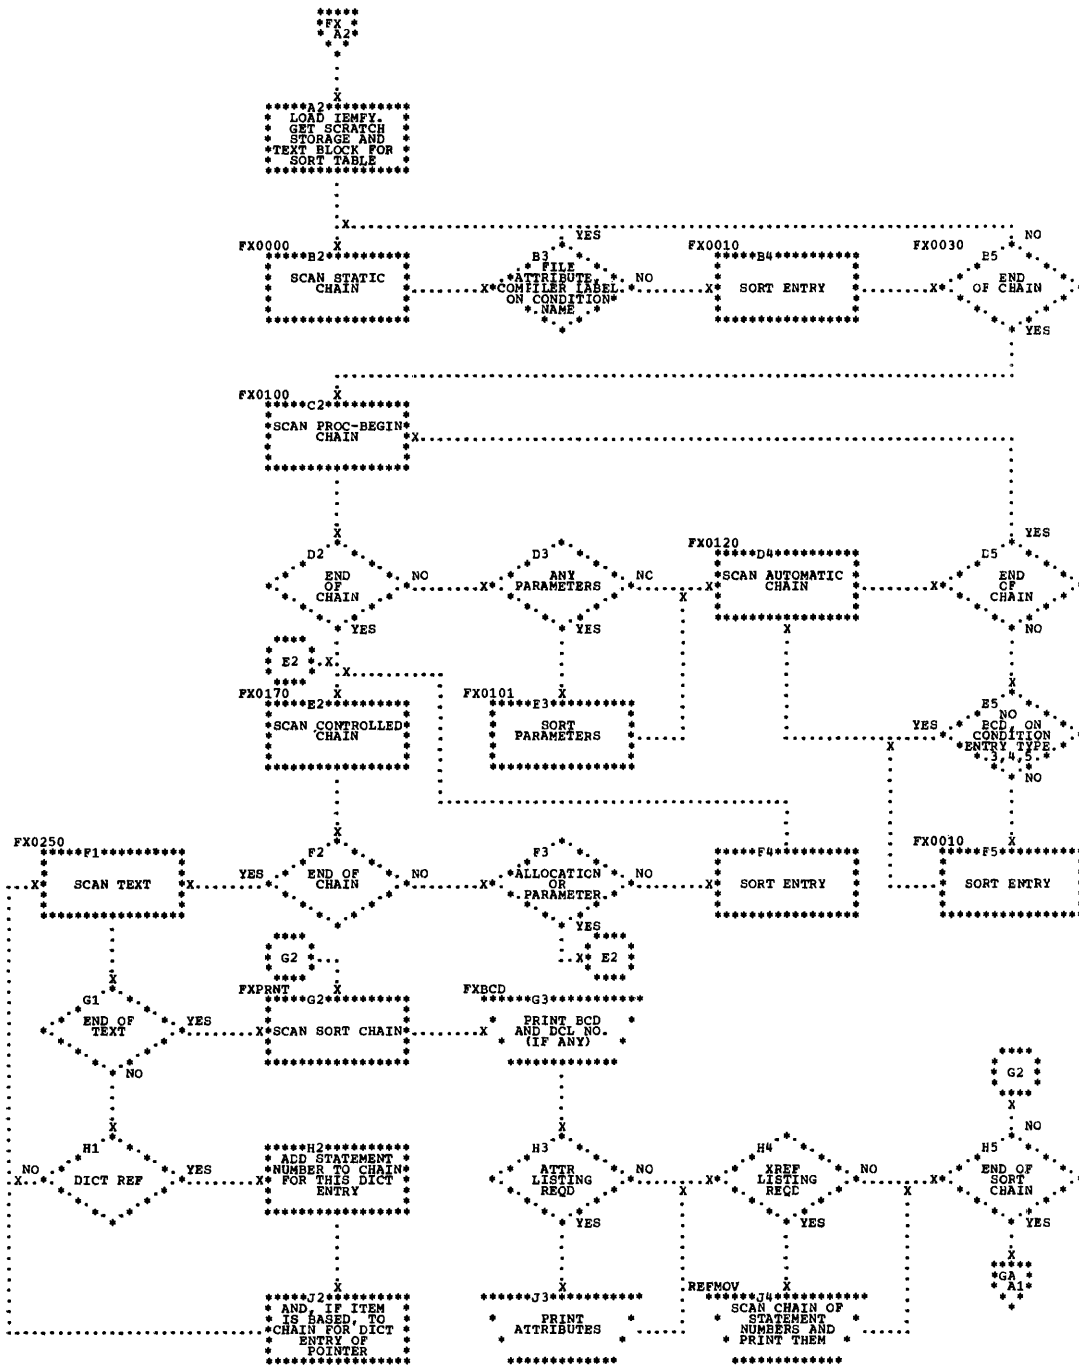 FX
A2
A2
LOAD IEMFY.
GET SCRATCH
STORAGE AND
TEXT BLOCK FOR
SORT TABLE
X
X
YES
NO
FX0000
X
FX0010
FX0030
B2
SCAN STATIC
CHAIN
X
B3
FILE
ATTRIBUTE,
COMPILER LABEL
ON CONDITION
NAME
NO
X
B4
SORT ENTRY
X
B5
END
OF CHAIN
YES
FX0100
X
C2
SCAN PROC-BEGIN
CHAIN
X
X
YES
D2
END
OF
CHAIN
NO
X
D3
ANY
PARAMETERS
NC
X
FX0120
D4
SCAN AUTOMATIC
CHAIN
X
D5
END
OF
CHAIN
YES
YES
X
X
NO
E2
X
X
FX0170
X
E2
SCAN CONTROLLED
CHAIN
FX0101
X
E3
SORT
PARAMETERS
X
YES
X
E5
NO
BCD, ON
CONDITION
ENTRY TYPE
3,4,5.
NO
FX0250
F1
SCAN TEXT
X
X
YES
X
F2
END OF
CHAIN
NO
X
F3
ALLOCATION
OR
PARAMETER
NO
X
F4
SORT ENTRY
FX0010
X
F5
SORT ENTRY
YES
G2
X
E2
X
G1
END OF
TEXT
YES
X
FXPRNT
X
G2
SCAN SORT CHAIN
X
FXBCD
G3
PRINT BCD
AND DCL NO.
(IF ANY)
NO
G2
X
NO
X
H1
DICT REF
NO
X
YES
X
H2
ADD STATEMENT
NUMBER TO CHAIN
FOR THIS DICT
ENTRY
X
H3
ATTR
LISTING
REQD
NO
X
X
H4
XREF
LISTING
REQD
NO
X
X
H5
END OF
SORT
CHAIN
YES
YES
YES
X
J2
AND, IF ITEM
IS BASED, TO
CHAIN FOR DICT
ENTRY OF
POINTER
X
J3
PRINT
ATTRIBUTES
REFMOV
X
J4
SCAN CHAIN OF
STATEMENT
NUMBERS AND
PRINT THEM
X
GA
A1